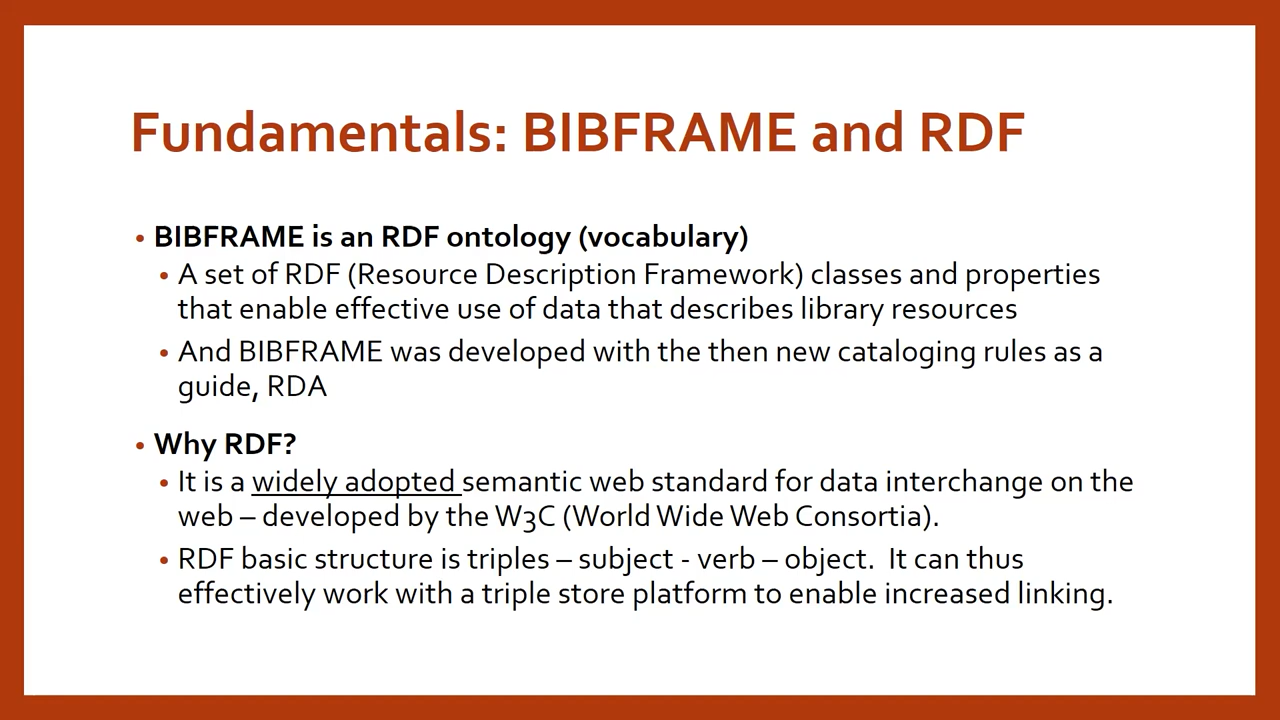 Fundamentals: BIBFRAME and RDF
• BIBFRAME is an RDF ontology (vocabulary)
• A set of RDF (Resource Description Framework) classes and properties
that enable effective use of data that describes library resources
• And BIBFRAME was developed with the then new cataloging rules as a
guide, RDA
• Why RDF?
• It is a widely adopted semantic web standard for data interchange on the
web – developed by the W3C (World Wide Web Consortia).
• RDF basic structure is triples – subject - verb – object.  It can thus
effectively work with a triple store platform to enable increased linking.